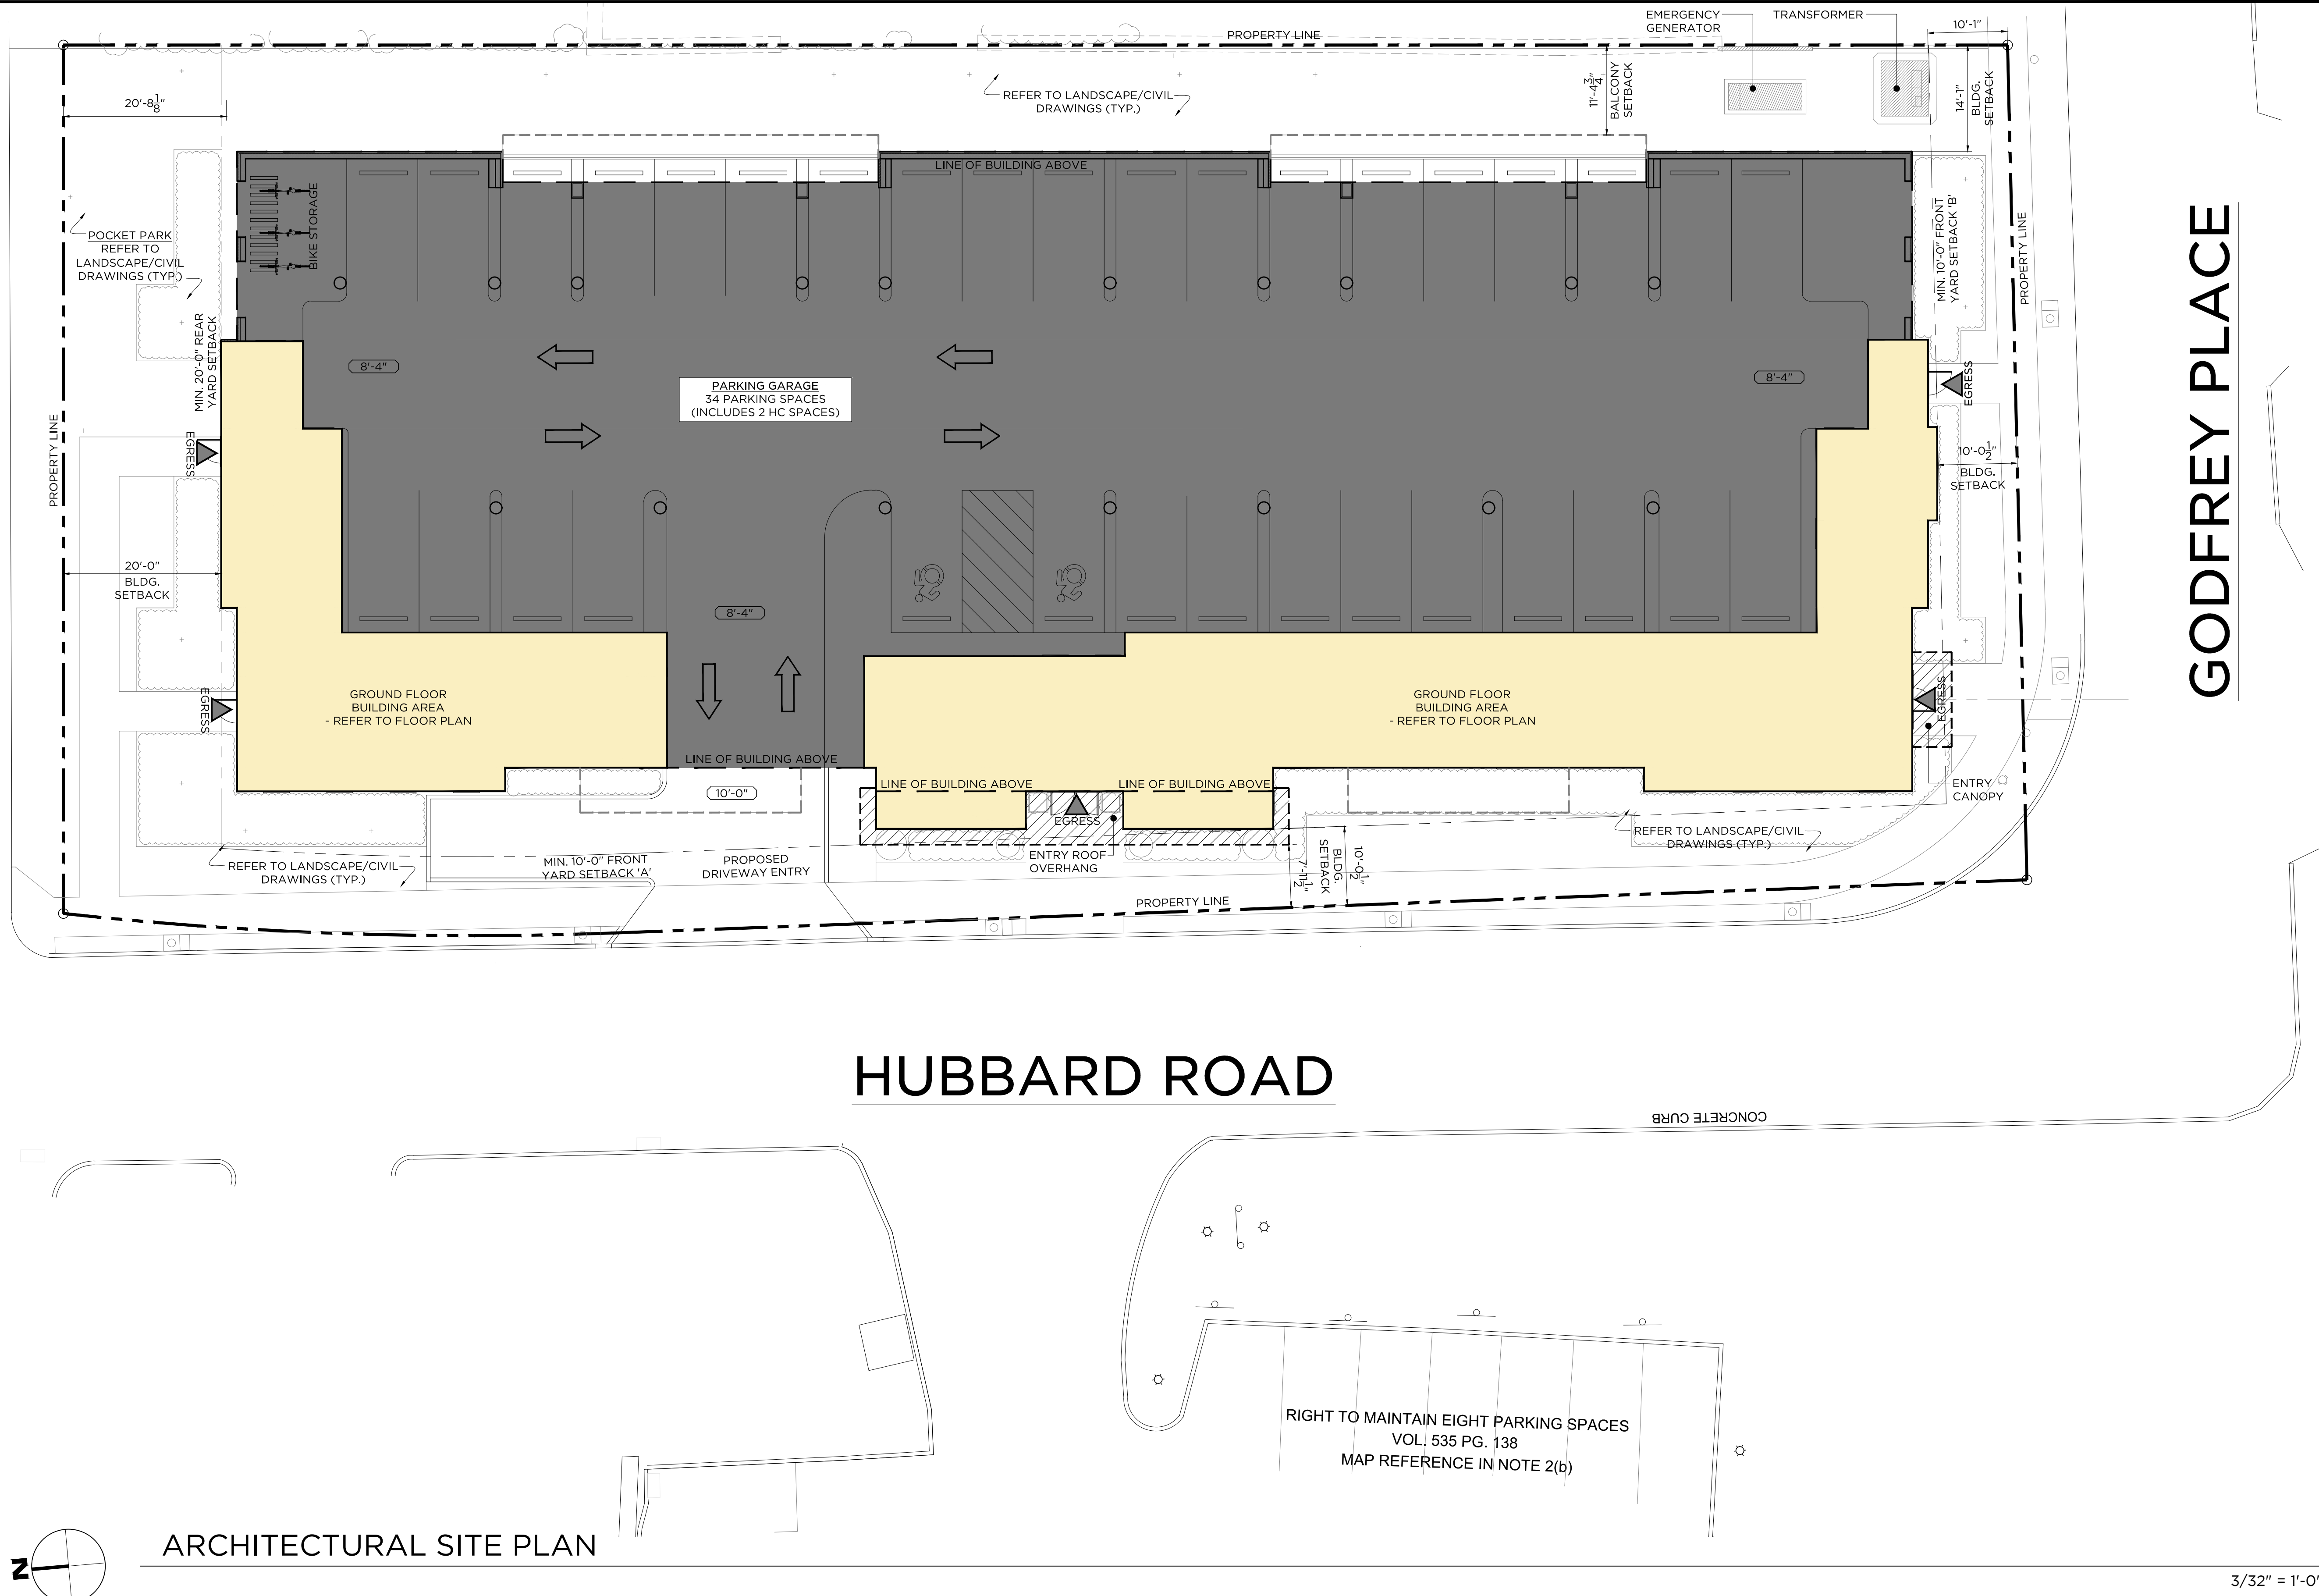 EMERGENCY
GENERATOR
TRANSFORMER
10'-1"
PROPERTY LINE
20'-8 1/8"
REFER TO LANDSCAPE/CIVIL
DRAWINGS (TYP.)
11'-4 3/4"
BALCONY
SETBACK
14'-1"
BLDG.
SETBACK
LINE OF BUILDING ABOVE
BIKE STORAGE
POCKET PARK
REFER TO
LANDSCAPE/CIVIL
DRAWINGS (TYP.)
MIN. 10'-0" FRONT
YARD SETBACK 'B'
PROPERTY LINE
GODFREY PLACE
MIN. 20'-0" REAR
YARD SETBACK
8'-4"
PARKING GARAGE
34 PARKING SPACES
(INCLUDES 2 HC SPACES)
8'-4"
EGRESS
PROPERTY LINE
EGRESS
10'-0 1/2"
BLDG.
SETBACK
20'-0"
BLDG.
SETBACK
8'-4"
EGRESS
GROUND FLOOR
BUILDING AREA
- REFER TO FLOOR PLAN
GROUND FLOOR
BUILDING AREA
- REFER TO FLOOR PLAN
EGRESS
LINE OF BUILDING ABOVE
LINE OF BUILDING ABOVE
LINE OF BUILDING ABOVE
10'-0"
ENTRY
CANOPY
EGRESS
REFER TO LANDSCAPE/CIVIL
DRAWINGS (TYP.)
REFER TO LANDSCAPE/CIVIL
DRAWINGS (TYP.)
MIN. 10'-0" FRONT
YARD SETBACK 'A'
PROPOSED
DRIVEWAY ENTRY
ENTRY ROOF
OVERHANG
7'-11 1/2"
BLDG.
SETBACK
10'-0 1/2"
PROPERTY LINE
HUBBARD ROAD
CONCRETE CURB
RIGHT TO MAINTAIN EIGHT PARKING SPACES
VOL. 535 PG. 138
MAP REFERENCE IN NOTE 2(b)
N
ARCHITECTURAL SITE PLAN
3/32" = 1'-0"